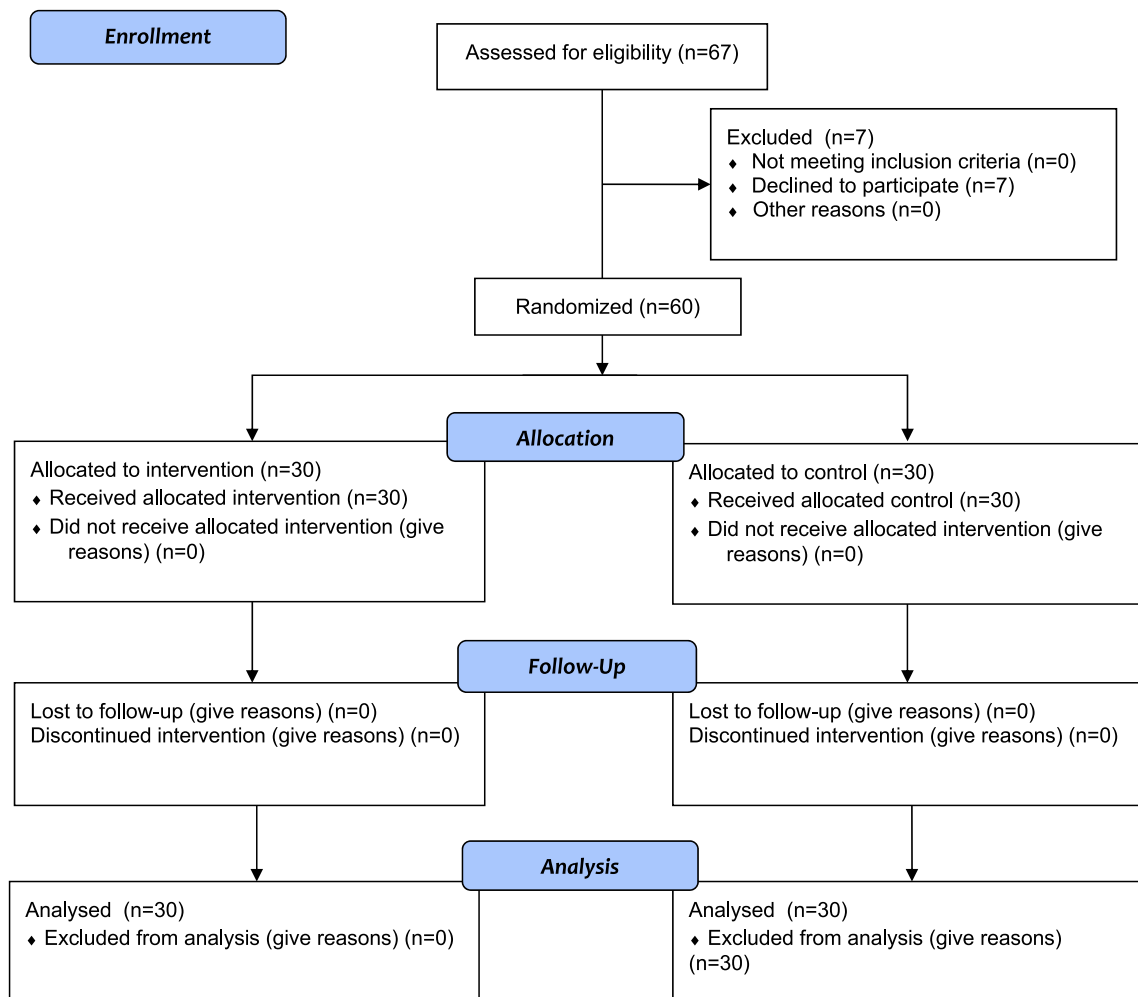 Enrollment
Assessed for eligibility (n=67)
Excluded (n=7)
♦ Not meeting inclusion criteria (n=0)
♦ Declined to participate (n=7)
♦ Other reasons (n=0)
Randomized (n=60)
Allocation
Allocated to intervention (n=30)
♦ Received allocated intervention (n=30)
♦ Did not receive allocated intervention (give
reasons) (n=0)
Allocated to control (n=30)
♦ Received allocated control (n=30)
♦ Did not receive allocated intervention (give
reasons) (n=0)
Follow-Up
Lost to follow-up (give reasons) (n=0)
Discontinued intervention (give reasons) (n=0)
Lost to follow-up (give reasons) (n=0)
Discontinued intervention (give reasons) (n=0)
Analysis
Analysed (n=30)
♦ Excluded from analysis (give reasons) (n=0)
Analysed (n=30)
♦ Excluded from analysis (give reasons)
(n=30)